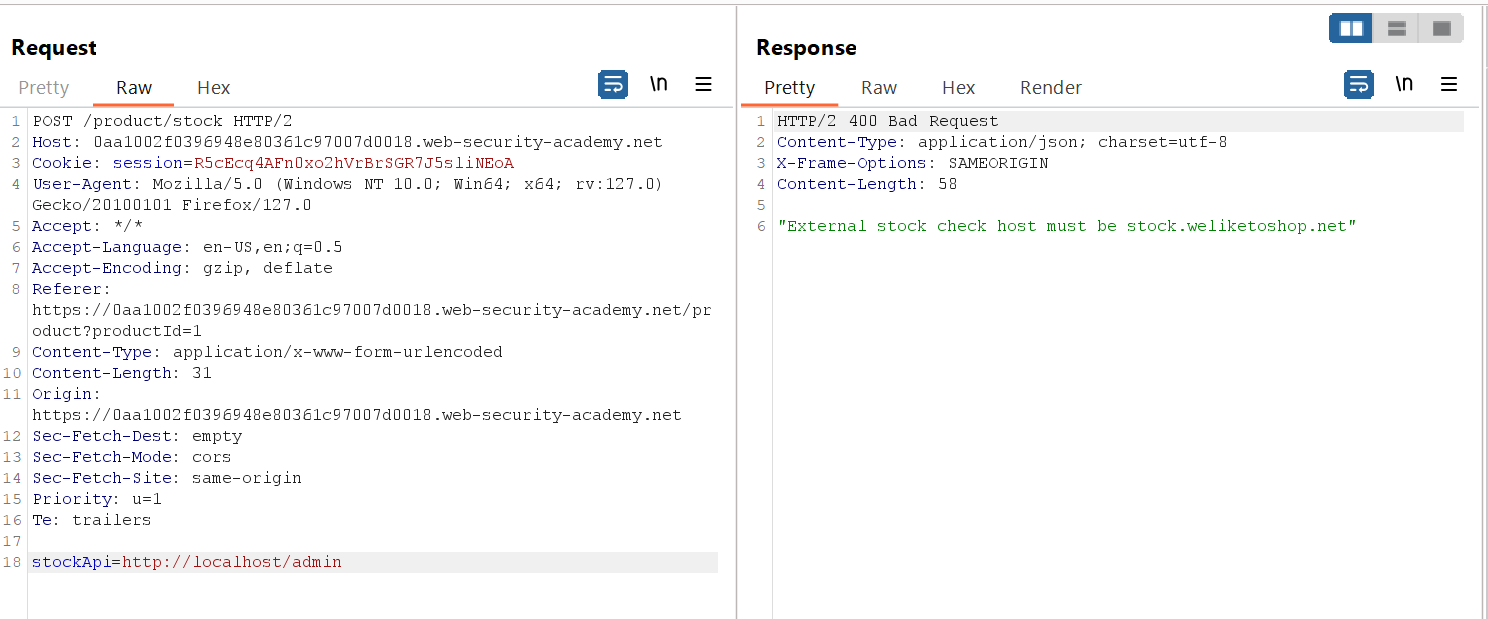 Request
Pretty Raw Hex
\n
1 POST /product/stock HTTP/2
2 Host: 0aa1002f0396948e80361c97007d0018.web-security-academy.net
3 Cookie: session=R5cEcq4AFn0xo2hVrBrSGR7J5sliNEoA
4 User-Agent: Mozilla/5.0 (Windows NT 10.0; Win64; x64; rv:127.0)
Gecko/20100101 Firefox/127.0
5 Accept: */*
6 Accept-Language: en-US,en;q=0.5
7 Accept-Encoding: gzip, deflate
8 Referer:
https://0aa1002f0396948e80361c97007d0018.web-security-academy.net/pr
oduct?productId=1
9 Content-Type: application/x-www-form-urlencoded
10 Content-Length: 31
11 Origin:
https://0aa1002f0396948e80361c97007d0018.web-security-academy.net
12 Sec-Fetch-Dest: empty
13 Sec-Fetch-Mode: cors
14 Sec-Fetch-Site: same-origin
15 Priority: u=1
16 Te: trailers
17
18 stockApi=http://localhost/admin
Response
Pretty Raw Hex Render
\n
1 HTTP/2 400 Bad Request
2 Content-Type: application/json; charset=utf-8
3 X-Frame-Options: SAMEORIGIN
4 Content-Length: 58
5
6 "External stock check host must be stock.weliketoshop.net"